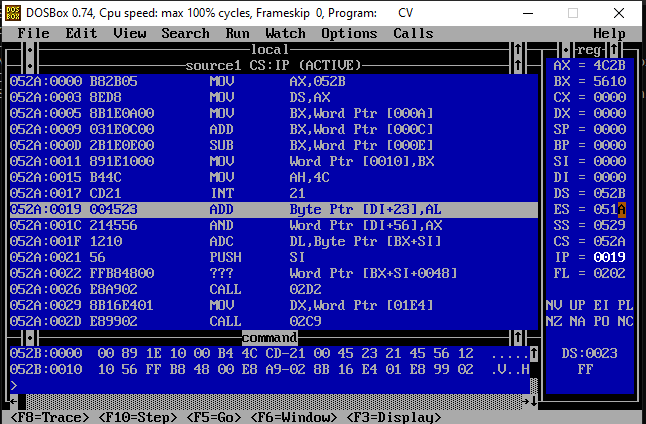 DOSBox 0.74, Cpu speed: max 100% cycles, Frameskip 0, Program: CV
File Edit View Search Run Watch Options Calls Help
local
source1 CS:IP (ACTIVE)
052A:0000 B82B05 MOV AX,052B
052A:0003 8ED8 MOV DS,AX
052A:0005 8B1E0A00 MOV BX,Word Ptr [000A]
052A:0009 031E0C00 ADD BX,Word Ptr [000C]
052A:000D 2B1E0E00 SUB BX,Word Ptr [000E]
052A:0011 891E1000 MOV Word Ptr [0010],BX
052A:0015 B44C MOV AH,4C
052A:0017 CD21 INT 21
052A:0019 004523 ADD Byte Ptr [DI+23],AL
052A:001C 214556 AND Word Ptr [DI+56],AX
052A:001F 1210 ADC DL,Byte Ptr [BX+SI]
052A:0021 56 PUSH SI
052A:0022 FFB84800 ??? Word Ptr [BX+SI+0048]
052A:0026 E8A902 CALL 02D2
052A:0029 8B16E401 MOV DX,Word Ptr [01E4]
052A:002D E89902 CALL 02C9
command
052B:0000 00 89 1E 10 00 B4 4C CD-21 00 45 23 21 45 56 12 .....
052B:0010 10 56 FF B8 48 00 E8 A9-02 8B 16 E4 01 E8 99 02 .V..H
>
<F8=Trace> <F10=Step> <F5=Go> <F6=Window> <F3=Display>
reg
AX = 4C2B
BX = 5610
CX = 0000
DX = 0000
SP = 0000
BP = 0000
SI = 0000
DI = 0000
DS = 052B
ES = 051A
SS = 0529
CS = 052A
IP = 0019
FL = 0202
NV UP EI PL
NZ NA PO NC
DS:0023
FF